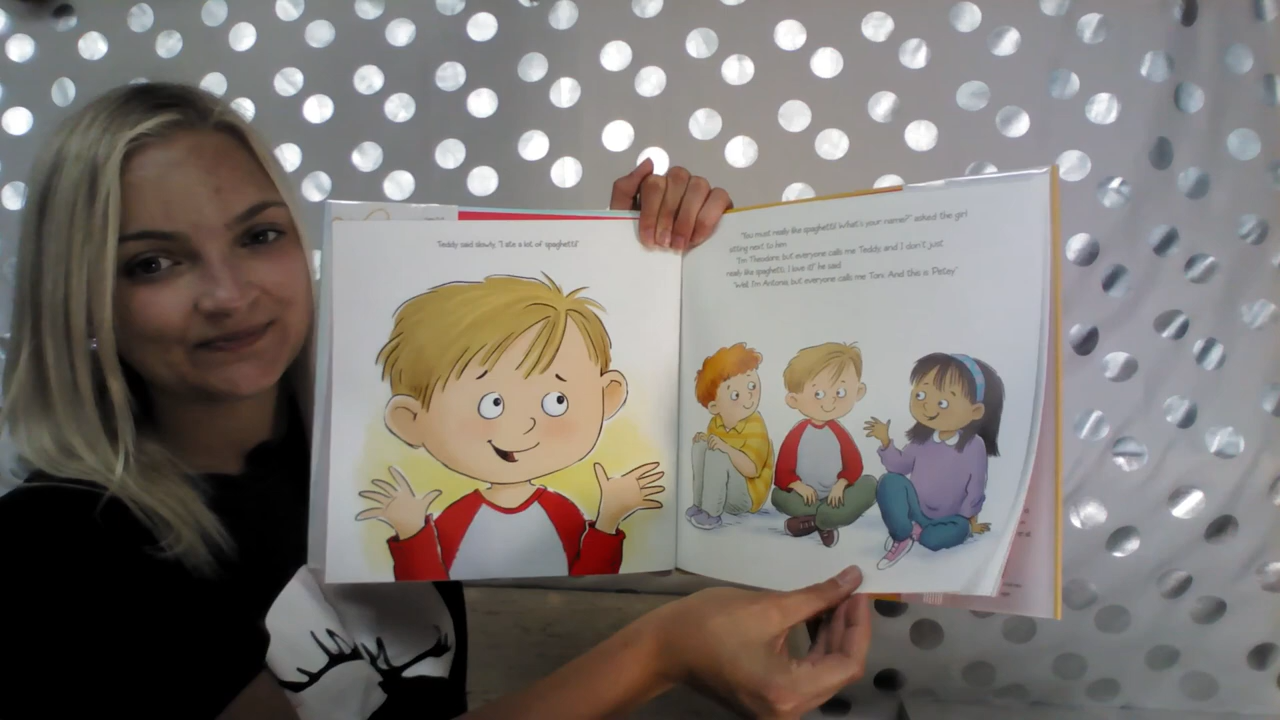 Teddy said slowly, "I ate a lot of spaghetti!"
"You must really like spaghetti! What's your name?" asked the girl
sitting next to him.
"I'm Theodore, but everyone calls me Teddy, and I don't just
really like spaghetti, I love it!" he said.
"Well, I'm Antonia, but everyone calls me Toni. And this is Petey."